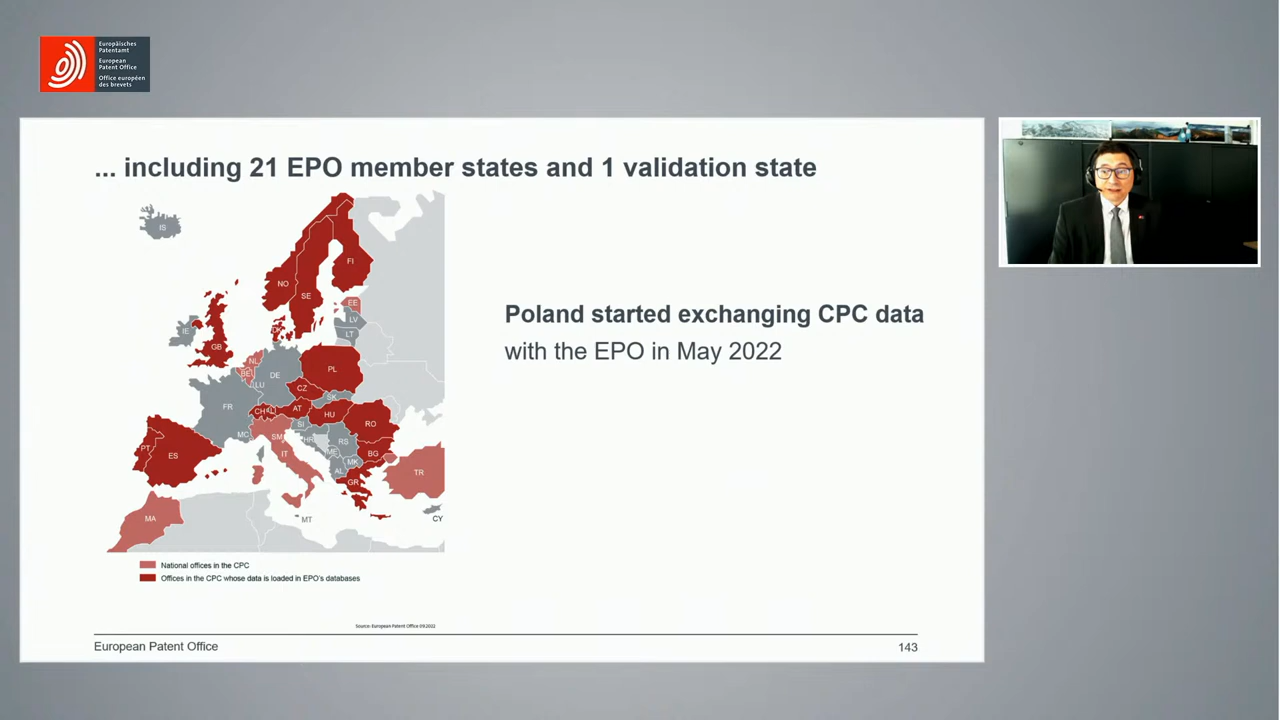 Europäisches
Patentamt
European
Patent Office
Office européen
des brevets
... including 21 EPO member states and 1 validation state
IS
FI
NO
SE
EE
LV
LT
DK
IE
GB
NL
BE
LU
DE
PL
CZ
SK
FR
CH
LI
AT
HU
SI
RO
MC
SM
HR
RS
ME
BG
MK
AL
IT
PT
ES
GR
TR
MA
MT
CY
Poland started exchanging CPC data
with the EPO in May 2022
National offices in the CPC
Offices in the CPC whose data is loaded in EPO's databases
Source: European Patent Office 09.2022
European Patent Office
143